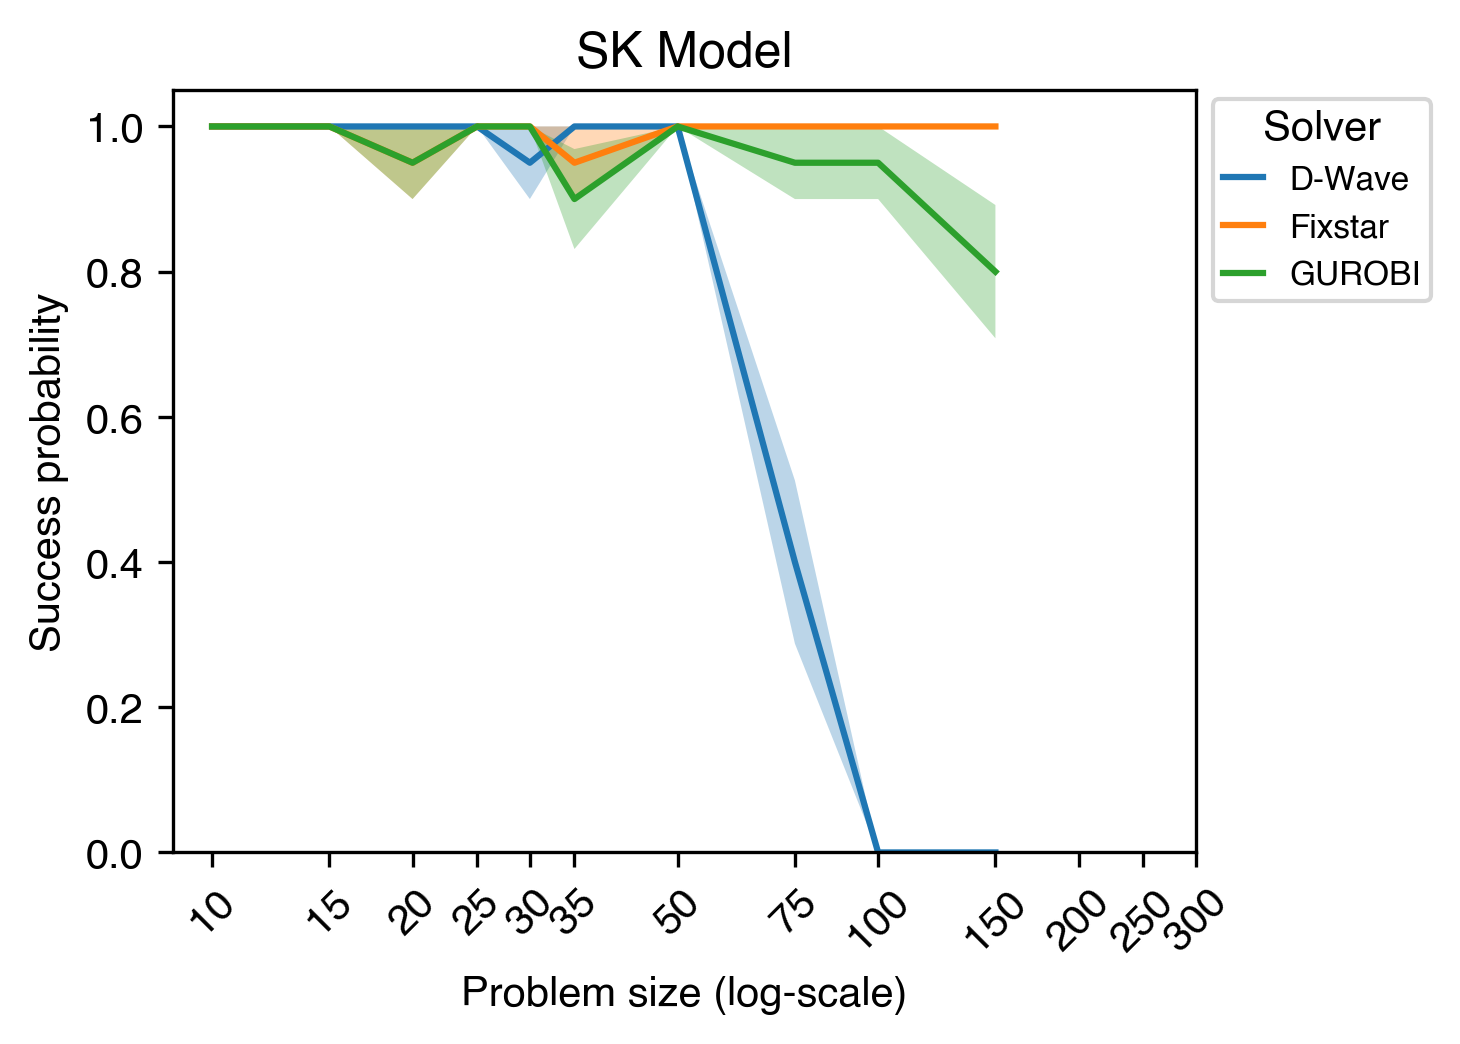 SK Model
Solver
D-Wave
Fixstar
GUROBI
Success probability
1.0
0.8
0.6
0.4
0.2
0.0
10 15 20 25 30 35 50 75 100 150 200 250 300
Problem size (log-scale)